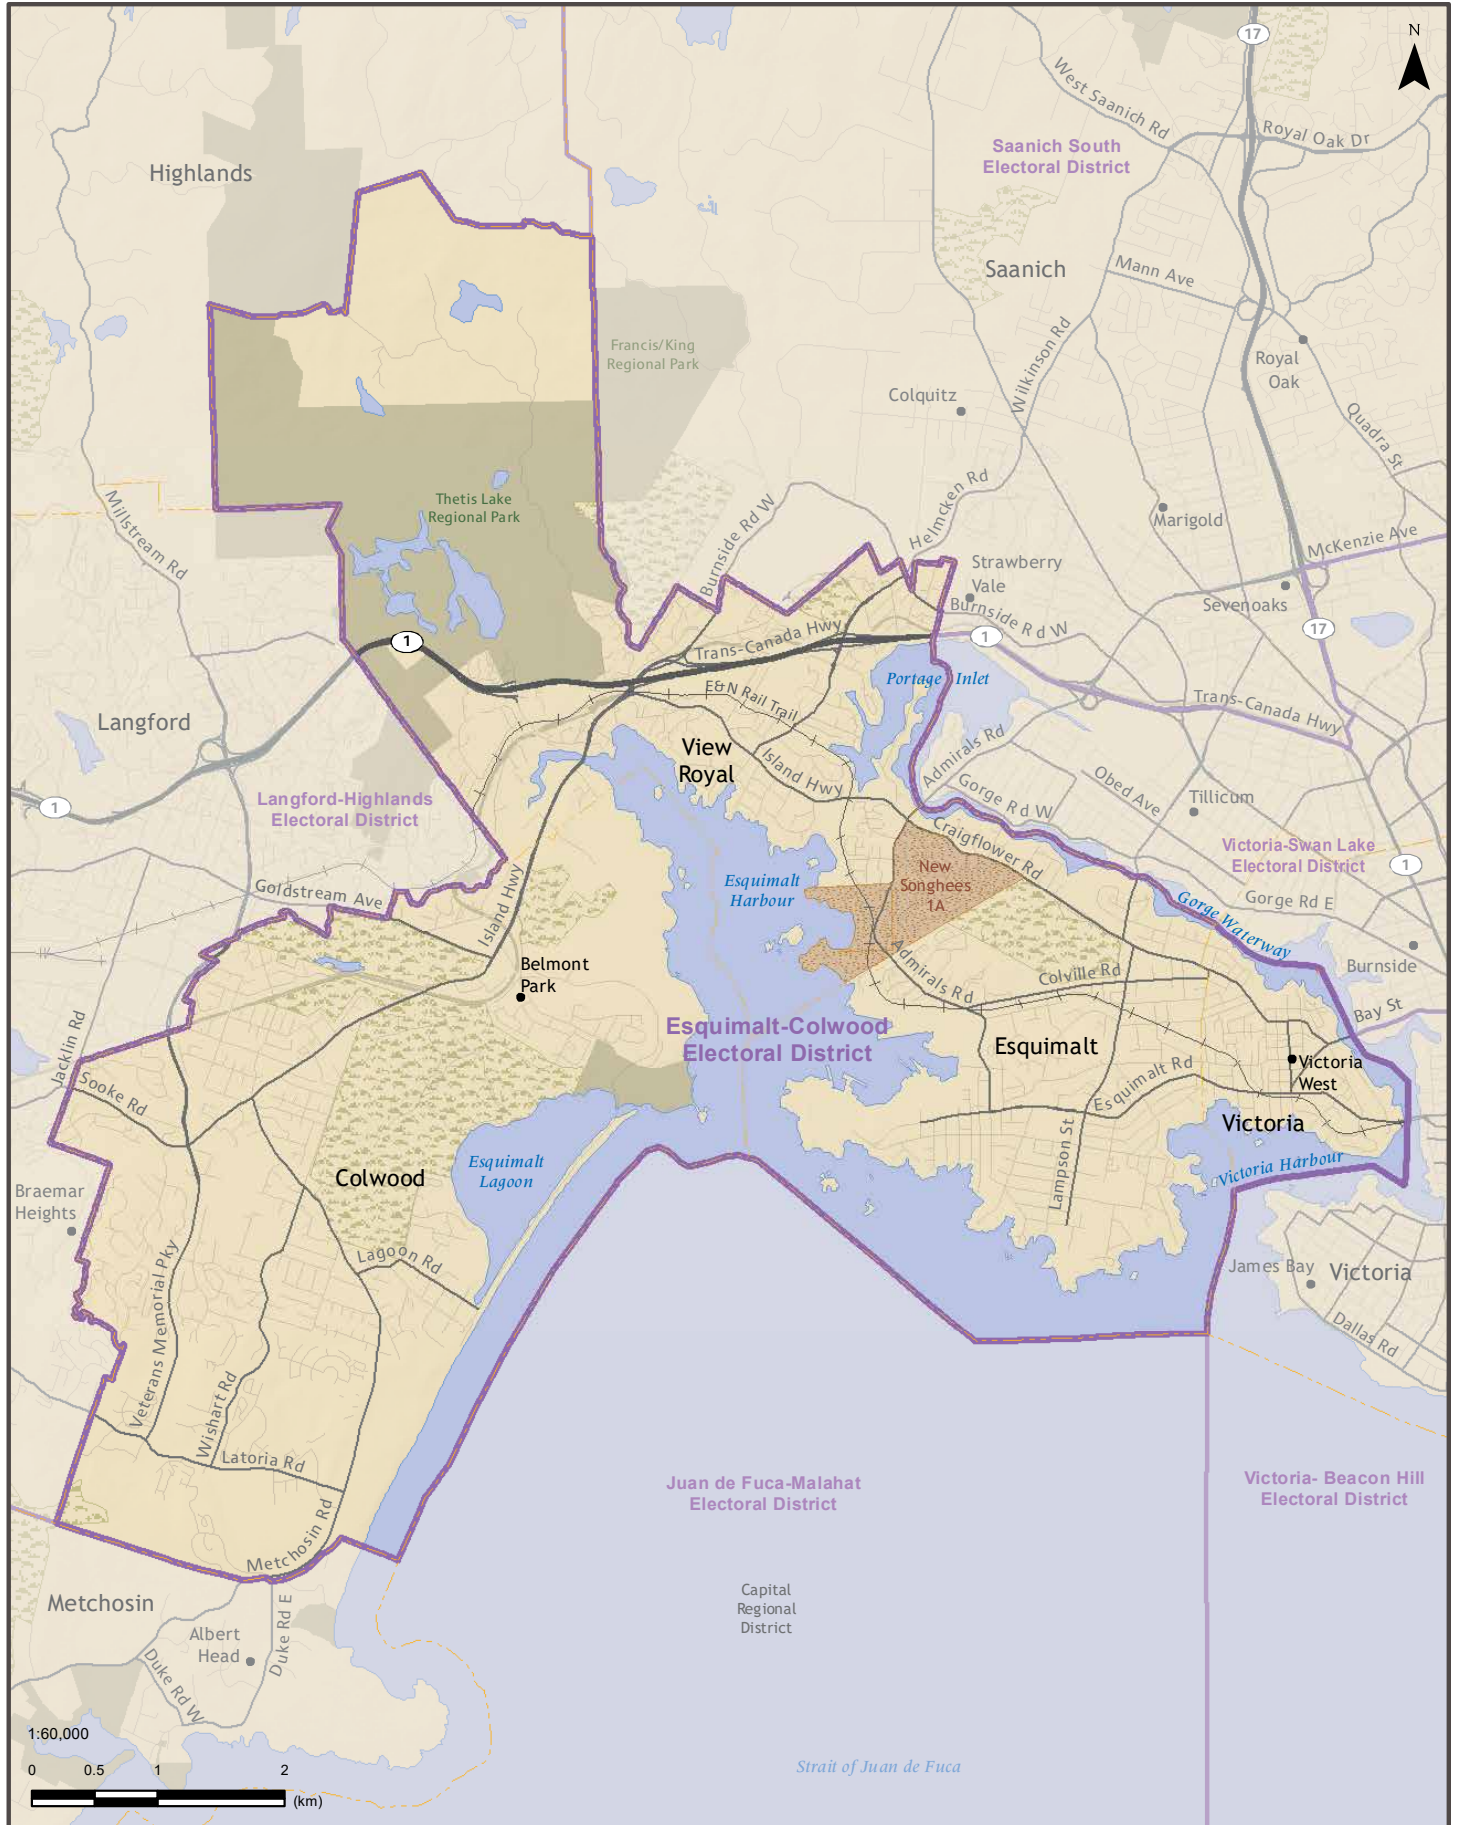 N
17
West Saanich Rd
Royal Oak Dr
Saanich South
Electoral District
Highlands
Saanich
Mann Ave
Francis/King
Regional Park
Wilkinson Rd
Royal
Oak
Colquitz
Quadra St
Thetis Lake
Regional Park
Millstream Rd
Burnside Rd W
Helmcken Rd
Marigold
McKenzie Ave
Strawberry
Vale
Sevenoaks
Burnside Rd W
17
1
1
Trans-Canada Hwy
Portage Inlet
E&N Rail Trail
Trans-Canada Hwy
Langford
View
Royal
Island Hwy
Admirals Rd
Gorge Rd W
Obed Ave
Tillicum
1
Langford-Highlands
Electoral District
Craigflower Rd
Victoria-Swan Lake
Electoral District
1
New
Songhees
1A
Esquimalt
Harbour
Goldstream Ave
Island Hwy
Gorge Rd E
Gorge Waterway
Burnside
Belmont
Park
Admirals Rd
Colville Rd
Bay St
Esquimalt-Colwood
Electoral District
Esquimalt
Jacklin Rd
Sooke Rd
Victoria
West
Esquimalt Rd
Victoria
Lampson St
Victoria Harbour
Esquimalt
Lagoon
Colwood
Braemar
Heights
Lagoon Rd
James Bay
Victoria
Dallas Rd
Veterans Memorial Pky
Wishart Rd
Latoria Rd
Juan de Fuca-Malahat
Electoral District
Victoria- Beacon Hill
Electoral District
Metchosin Rd
Metchosin
Capital
Regional
District
Albert
Head
Duke Rd E
Duke Rd W
1:60,000
Strait of Juan de Fuca
0 0.5 1 2
(km)